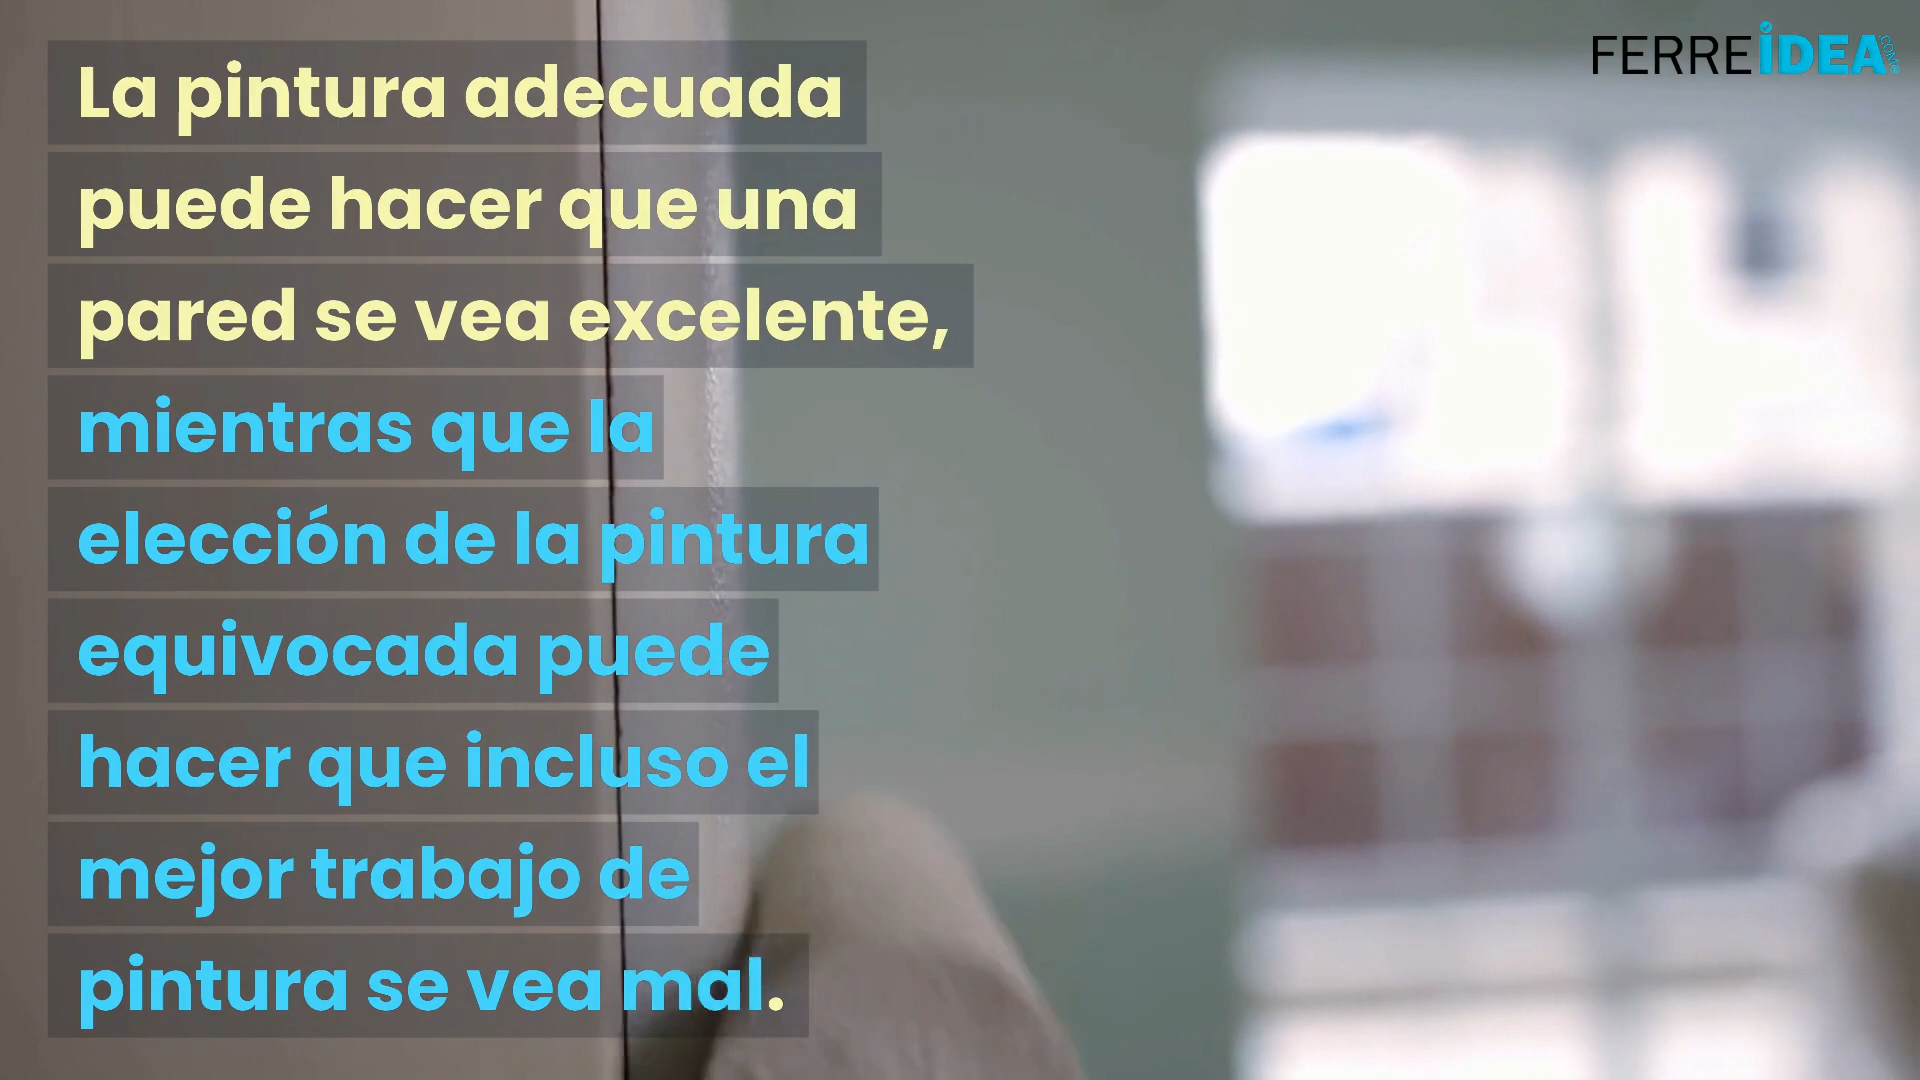 FERREIDEA.COM®
La pintura adecuada
puede hacer que una
pared se vea excelente,
mientras que la
elección de la pintura
equivocada puede
hacer que incluso el
mejor trabajo de
pintura se vea mal.